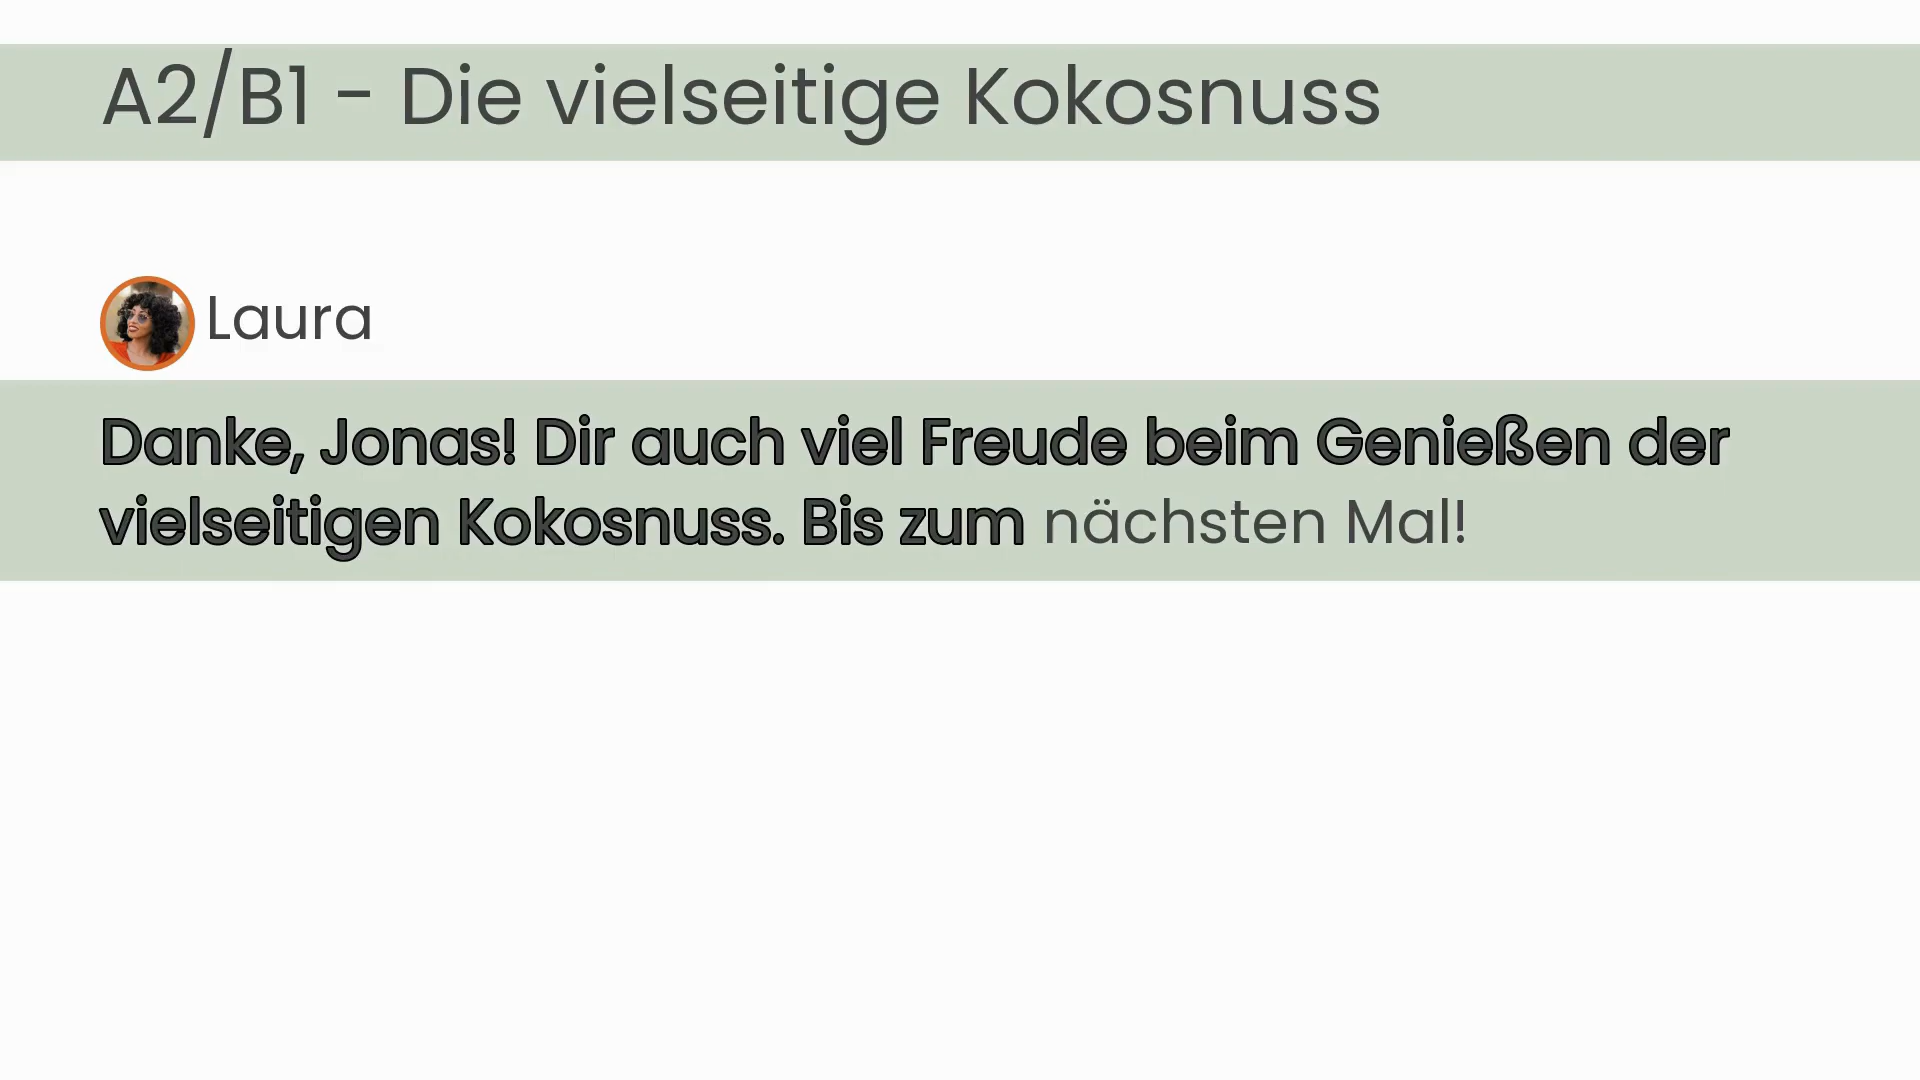 A2/B1 - Die vielseitige Kokosnuss
Laura
Danke, Jonas! Dir auch viel Freude beim Genießen der
vielseitigen Kokosnuss. Bis zum nächsten Mal!